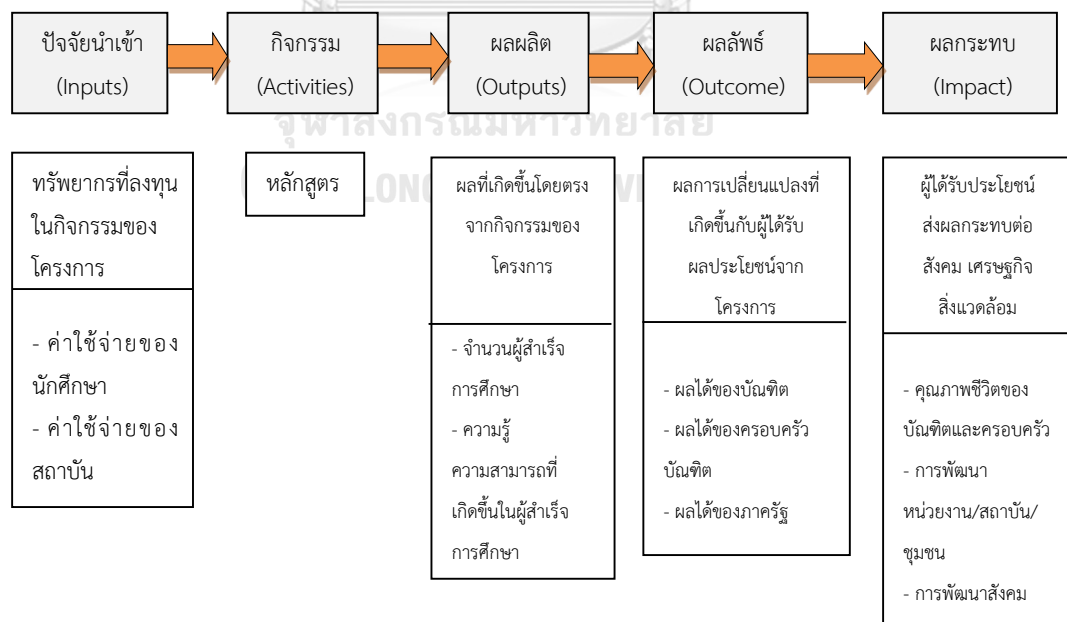 ปัจจัยนำเข้า
(Inputs)
กิจกรรม
(Activities)
ผลผลิต
(Outputs)
ผลลัพธ์
(Outcome)
ผลกระทบ
(Impact)
จุฬาลงกรณ์มหาวิทยาลัย
ทรัพยากรที่ลงทุน
ในกิจกรรมของ
โครงการ
- ค่าใช้จ่ายของ
นักศึกษา
- ค่าใช้จ่ายของ
สถาบัน
หลักสูตร
ผลที่เกิดขึ้นโดยตรง
จากกิจกรรมของ
โครงการ
- จำนวนผู้สำเร็จ
การศึกษา
- ความรู้
ความสามารถที่
เกิดขึ้นในผู้สำเร็จ
การศึกษา
ผลการเปลี่ยนแปลงที่
เกิดขึ้นกับผู้ได้รับ
ผลประโยชน์จาก
โครงการ
- ผลได้ของบัณฑิต
- ผลได้ของครอบครัว
บัณฑิต
- ผลได้ของภาครัฐ
ผู้ได้รับประโยชน์
ส่งผลกระทบต่อ
สังคม เศรษฐกิจ
สิ่งแวดล้อม
- คุณภาพชีวิตของ
บัณฑิตและครอบครัว
- การพัฒนา
หน่วยงาน/สถาบัน/
ชุมชน
- การพัฒนาสังคม